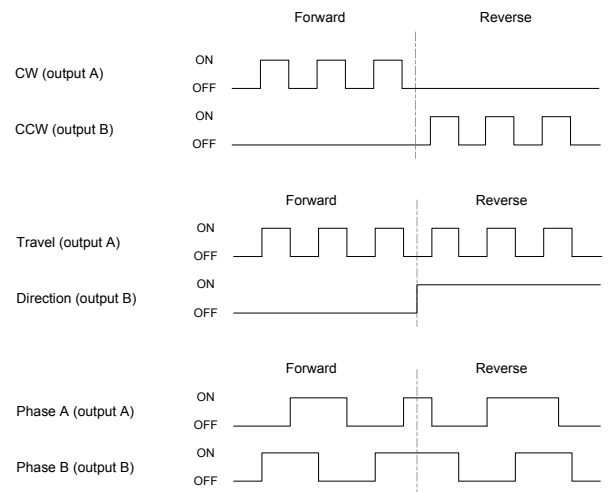 Forward Reverse
ON
CW (output A)
OFF
ON
CCW (output B)
OFF
Forward Reverse
ON
Travel (output A)
OFF
ON
Direction (output B)
OFF
Forward Reverse
ON
Phase A (output A)
OFF
ON
Phase B (output B)
OFF